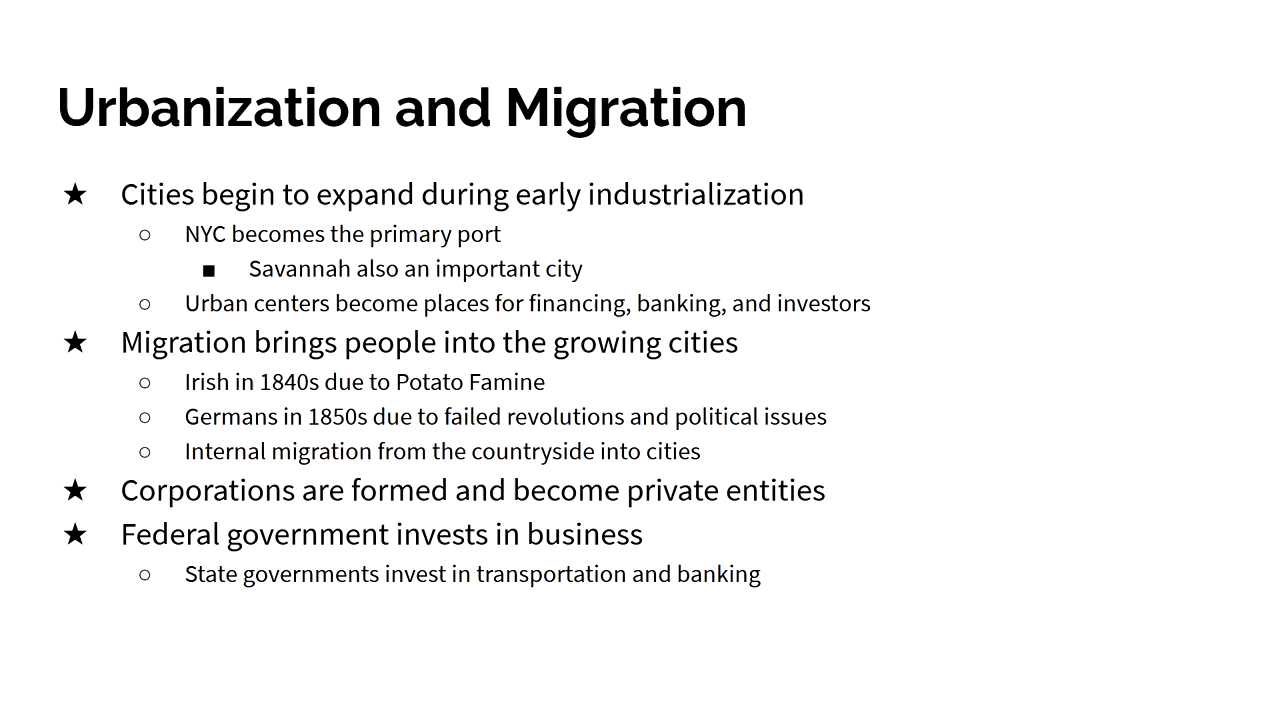 Urbanization and Migration
★ Cities begin to expand during early industrialization
○ NYC becomes the primary port
■ Savannah also an important city
○ Urban centers become places for financing, banking, and investors
★ Migration brings people into the growing cities
○ Irish in 1840s due to Potato Famine
○ Germans in 1850s due to failed revolutions and political issues
○ Internal migration from the countryside into cities
★ Corporations are formed and become private entities
★ Federal government invests in business
○ State governments invest in transportation and banking